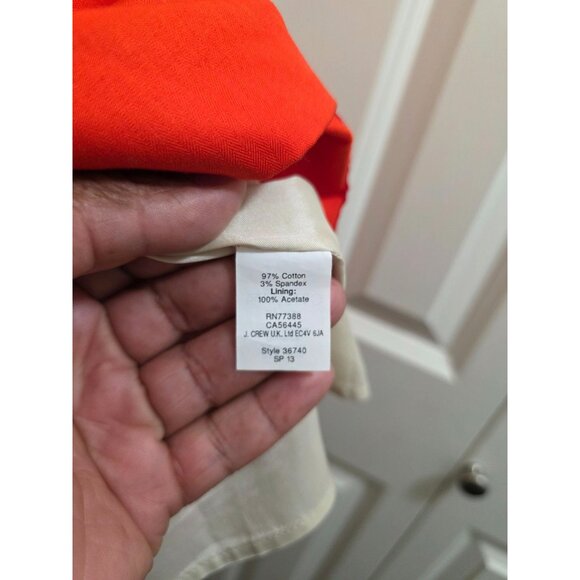 97% Cotton
3% Spandex
Lining:
100% Acetate
RN77388
CA56445
J. CREW U.K. Ltd EC4V 6JA
Style 36740
SP 13